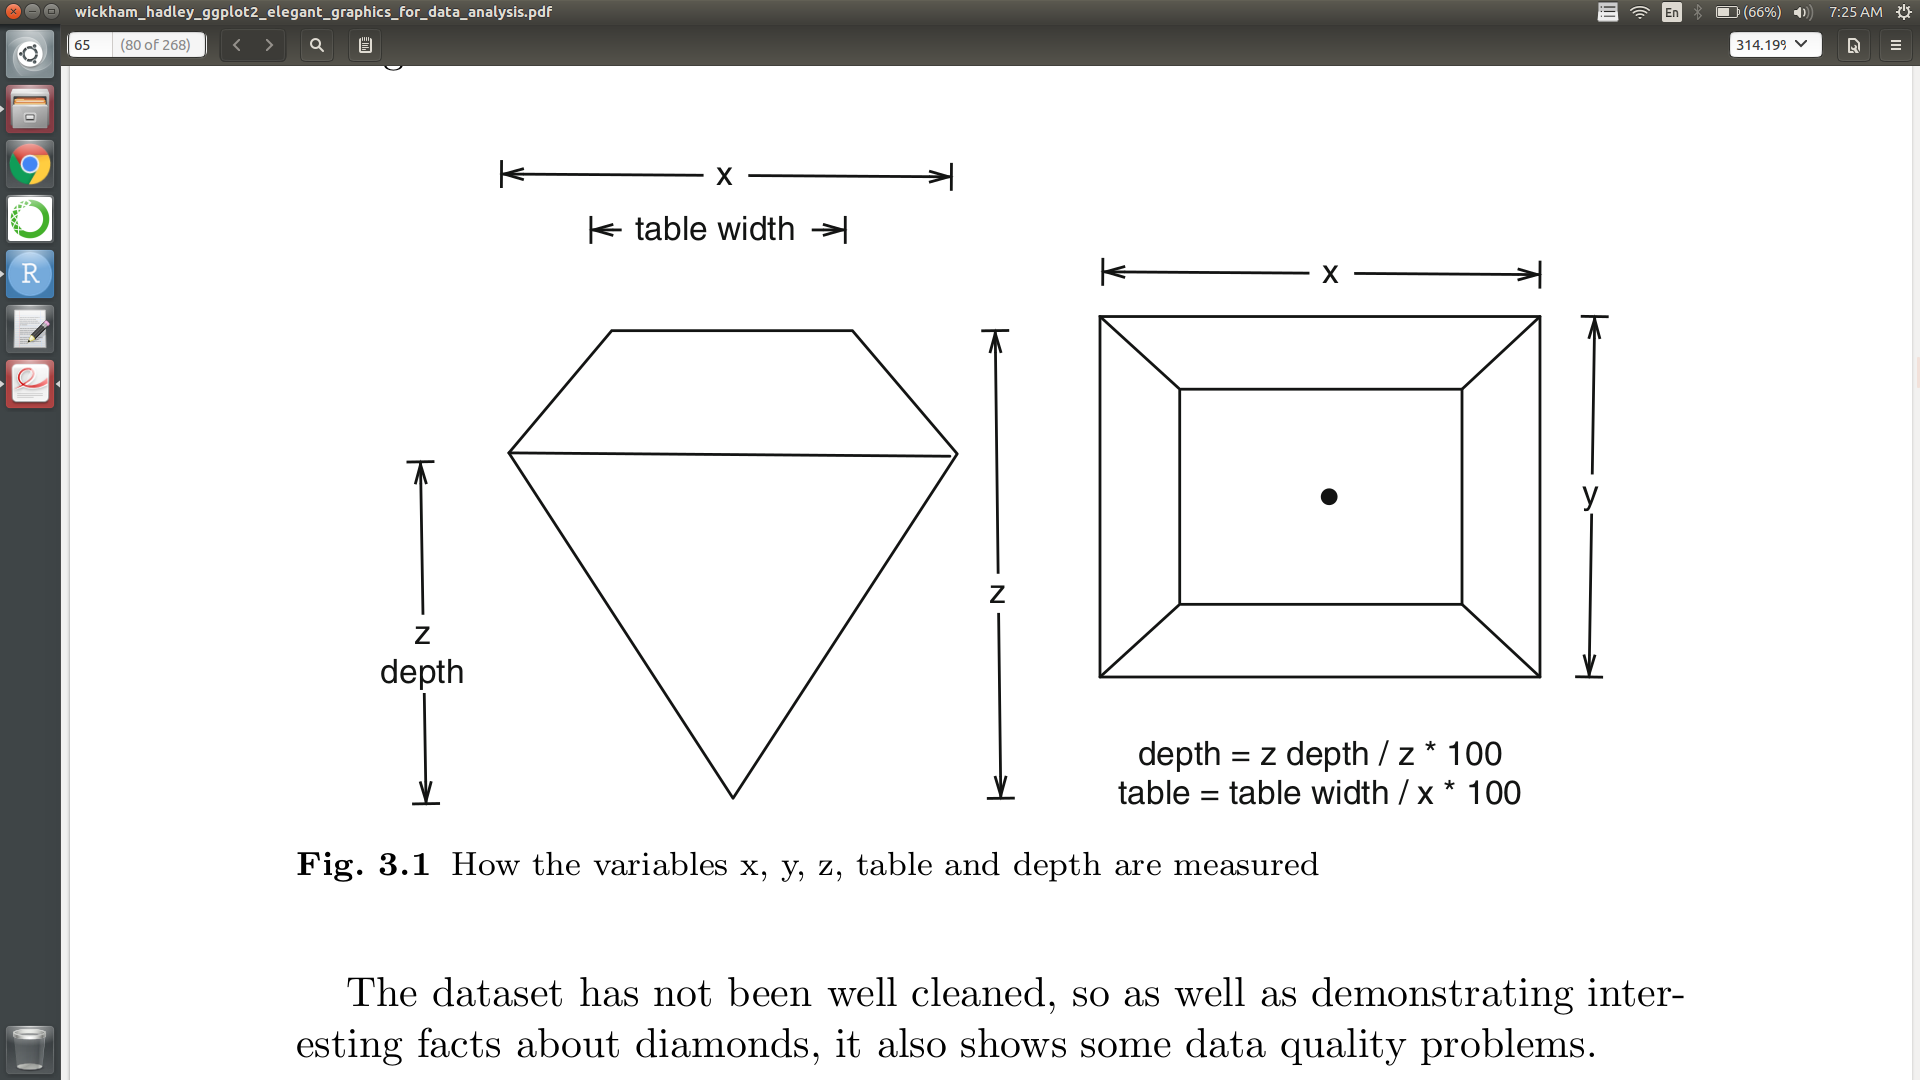 wickham_hadley_ggplot2_elegant_graphics_for_data_analysis.pdf
En
(66%)
7:25 AM
65
(80 of 268)
314.19%
x
table width
x
z
depth
z
y
depth = z depth / z * 100
table = table width / x * 100
Fig. 3.1 How the variables x, y, z, table and depth are measured
The dataset has not been well cleaned, so as well as demonstrating inter-
esting facts about diamonds, it also shows some data quality problems.
R